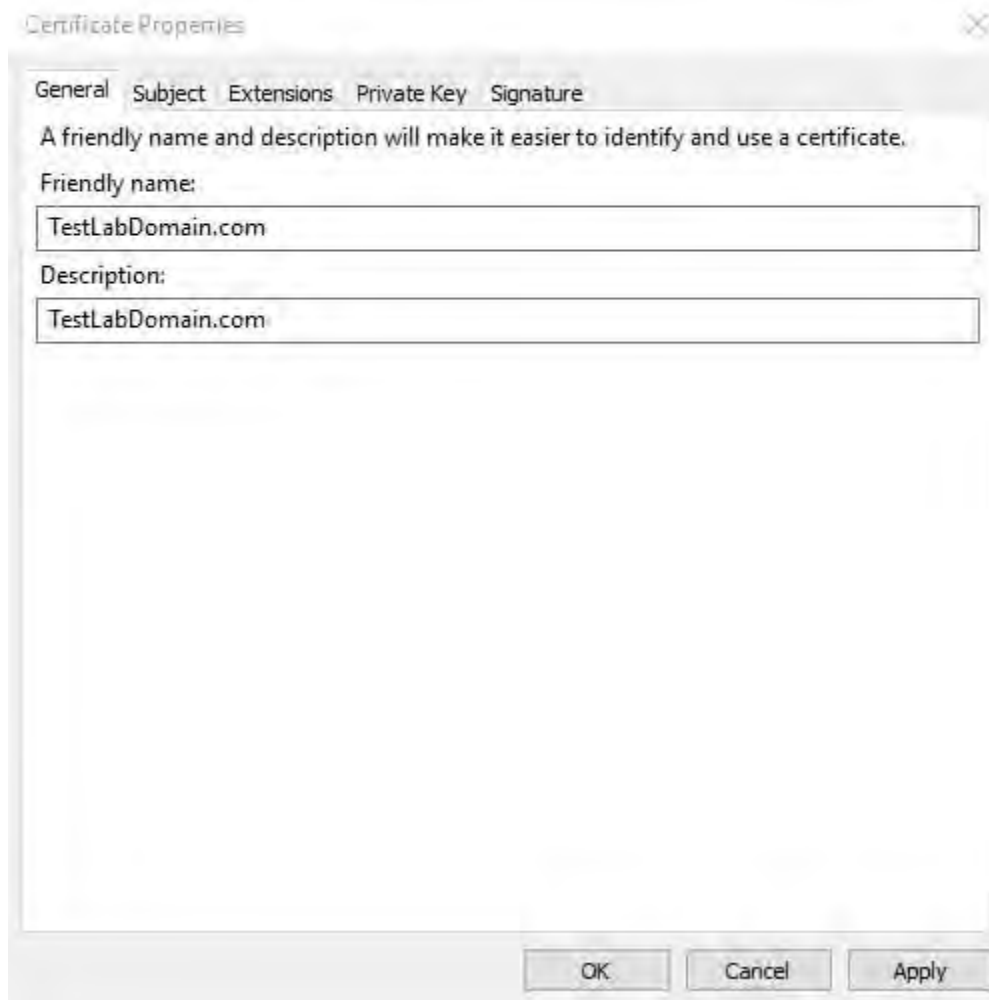 Certificate Properties
General Subject Extensions Private Key Signature
A friendly name and description will make it easier to identify and use a certificate.
Friendly name:
TestLabDomain.com
Description:
TestLabDomain.com
OK Cancel Apply